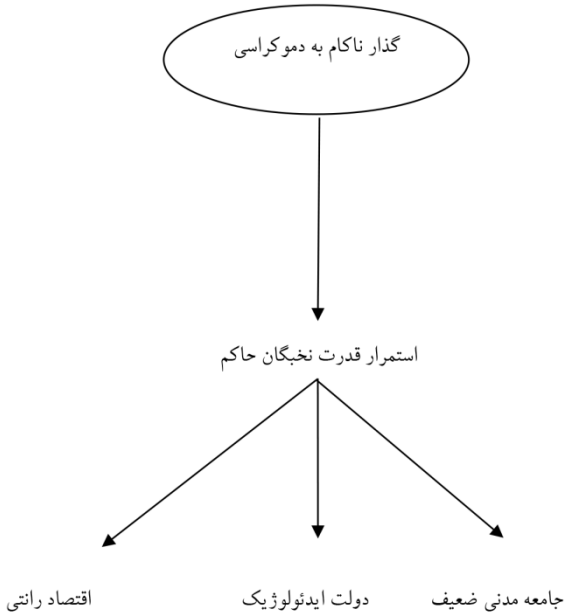 گذار ناکام به دموکراسی
استمرار قدرت نخبگان حاکم
جامعه مدنی ضعیف
دولت ایدئولوژیک
اقتصاد رانتی